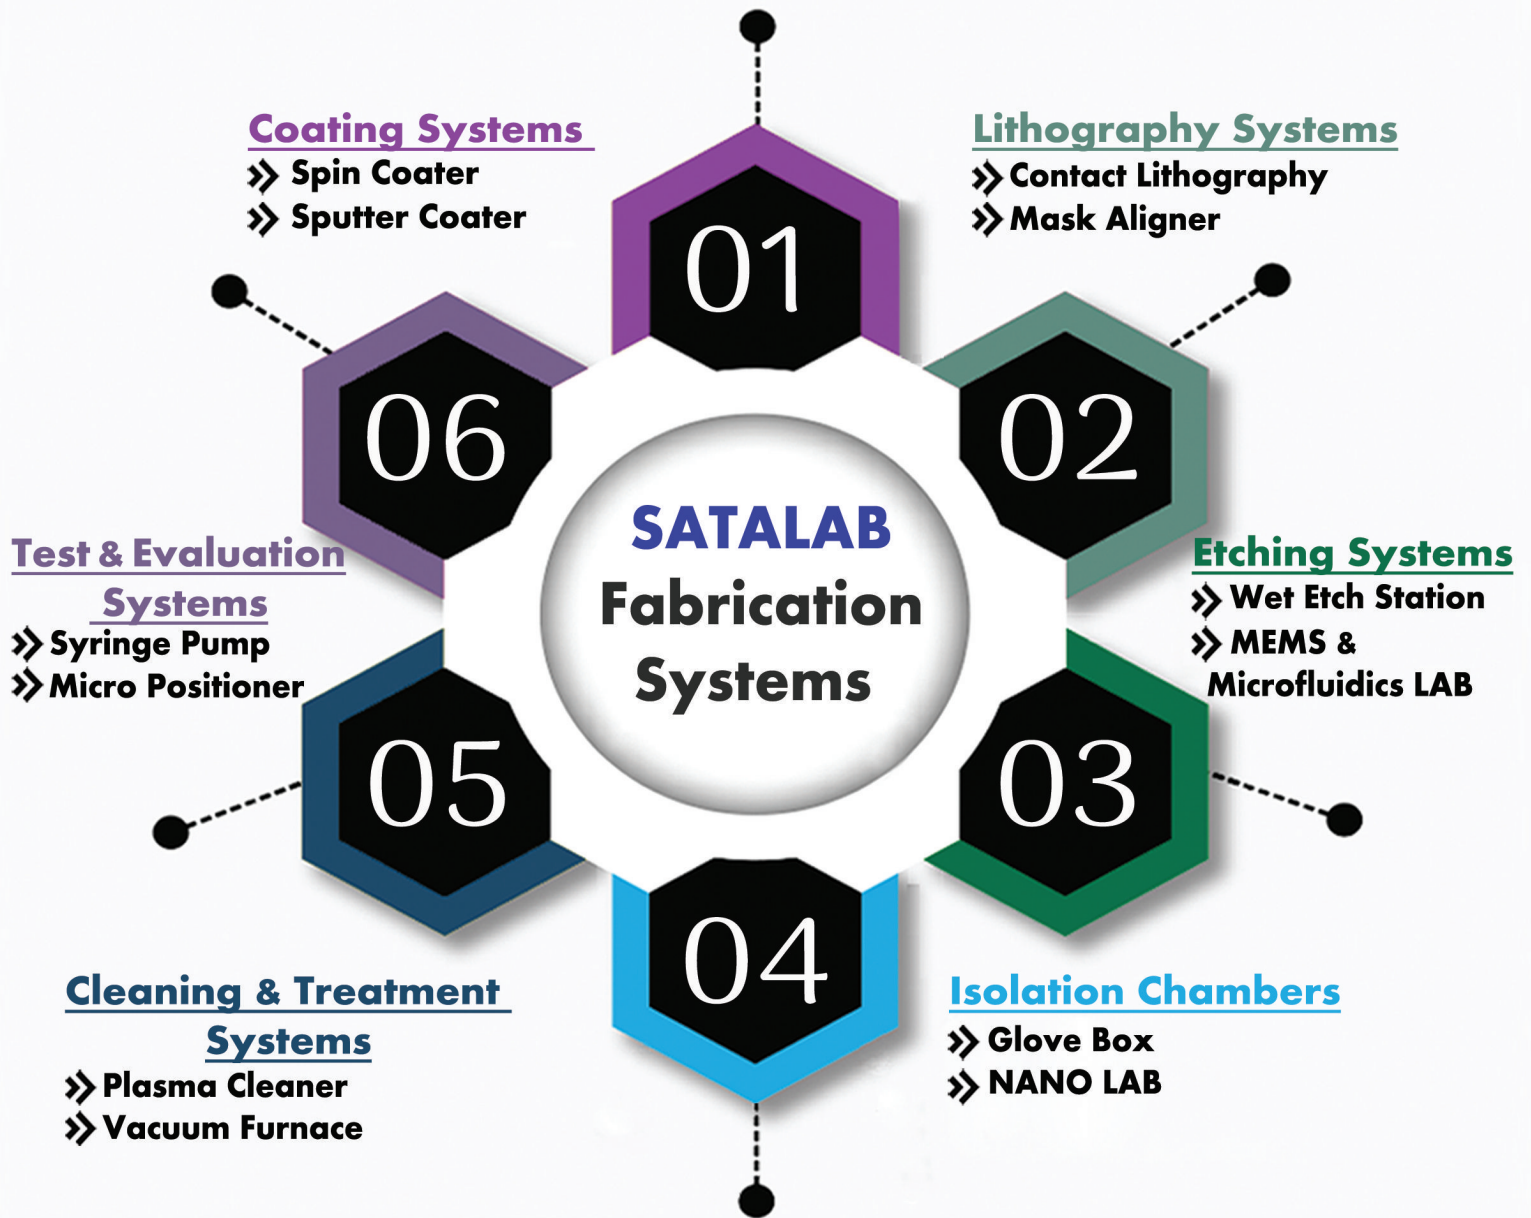 Coating Systems
» Spin Coater
» Sputter Coater
01
Lithography Systems
» Contact Lithography
» Mask Aligner
02
Etching Systems
» Wet Etch Station
» MEMS &
Microfluidics LAB
03
Isolation Chambers
» Glove Box
» NANO LAB
04
Cleaning & Treatment
Systems
» Plasma Cleaner
» Vacuum Furnace
05
Test & Evaluation
Systems
» Syringe Pump
» Micro Positioner
06
SATALAB
Fabrication
Systems